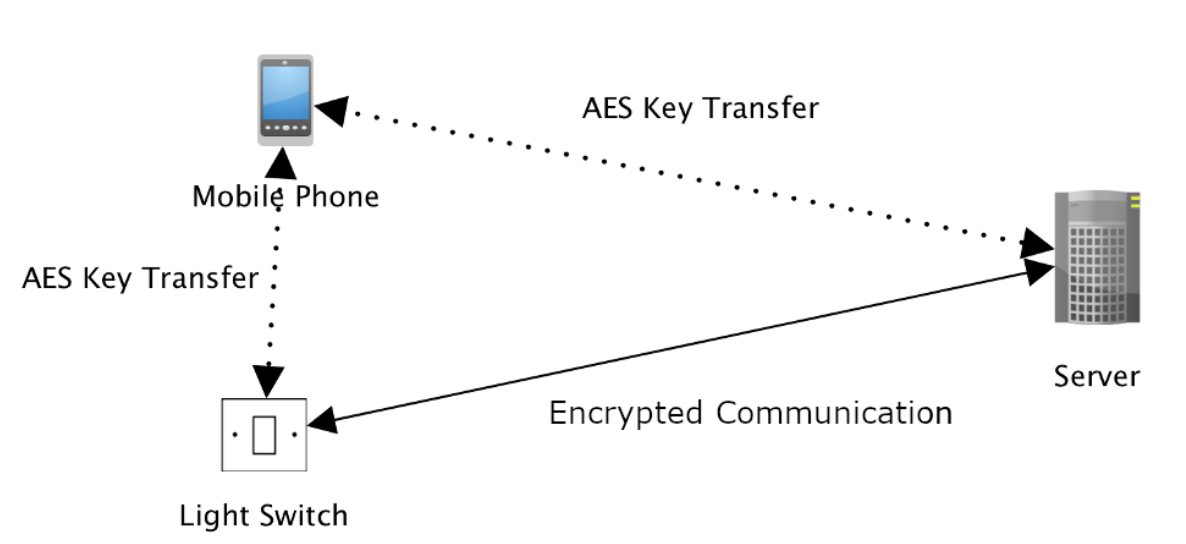 AES Key Transfer
Mobile Phone
AES Key Transfer
Server
Encrypted Communication
Light Switch